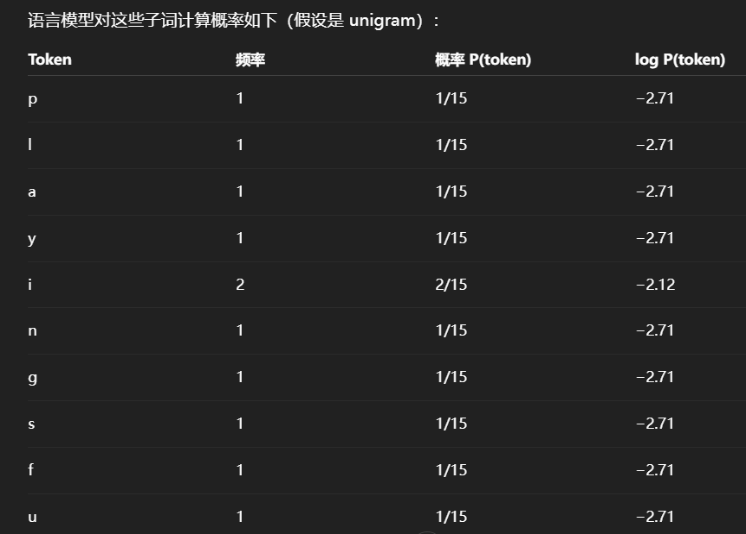 语言模型对这些子词计算概率如下（假设是 unigram）：
Token 频率 概率 P(token) log P(token)
p 1 1/15 −2.71
l 1 1/15 −2.71
a 1 1/15 −2.71
y 1 1/15 −2.71
i 2 2/15 −2.12
n 1 1/15 −2.71
g 1 1/15 −2.71
s 1 1/15 −2.71
f 1 1/15 −2.71
u 1 1/15 −2.71